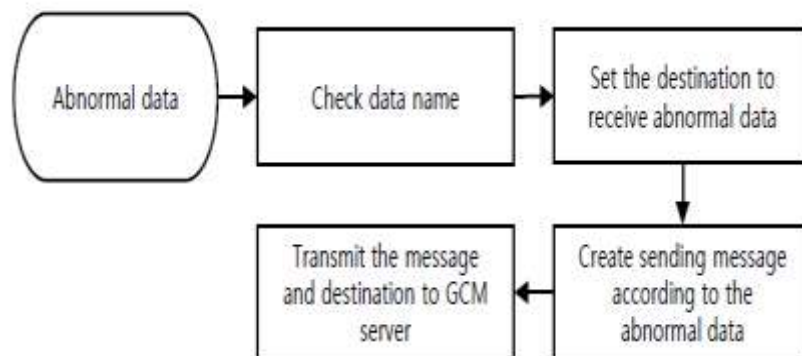 Abnormal data
Check data name
Set the destination to
receive abnormal data
Create sending message
according to the
abnormal data
Transmit the message
and destination to GCM
server